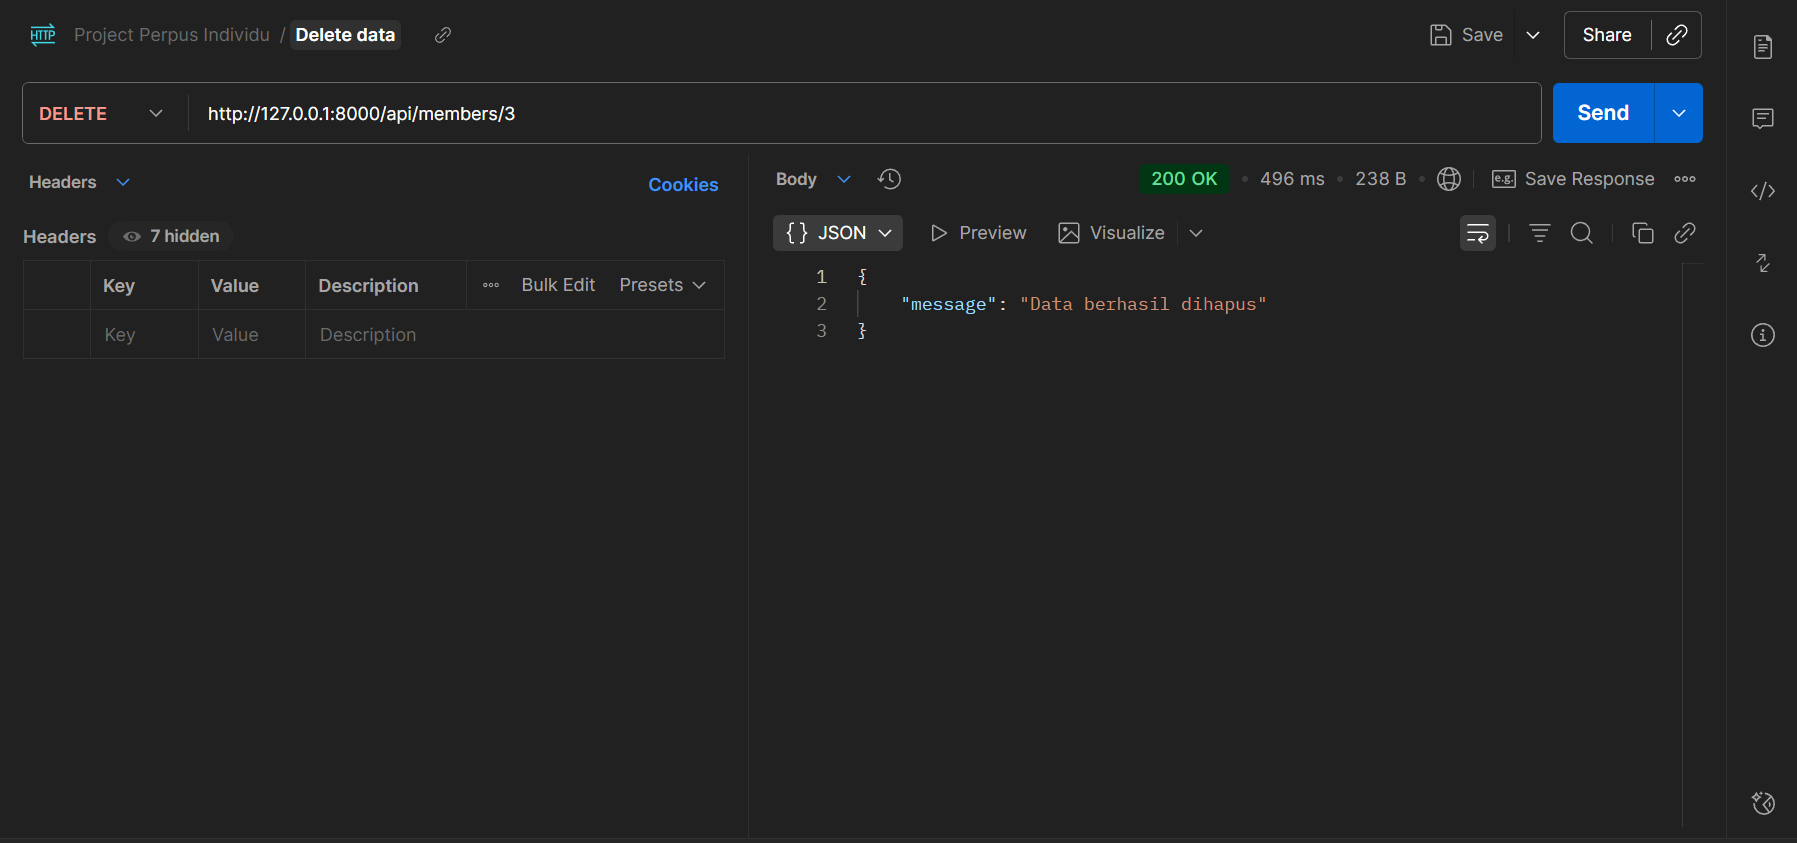 HTTP Project Perpus Individu / Delete data
Save
Share
DELETE http://127.0.0.1:8000/api/members/3
Send
Headers
Cookies
Headers 7 hidden
Key Value Description Bulk Edit Presets
Key Value Description
Body 200 OK • 496 ms • 238 B • e.g. Save Response
{} JSON Preview Visualize
1 {
2 "message": "Data berhasil dihapus"
3 }